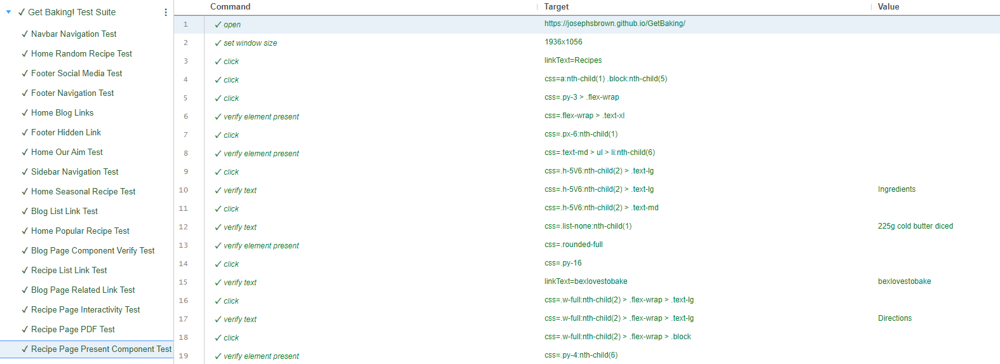 Get Baking! Test Suite
Navbar Navigation Test
Home Random Recipe Test
Footer Social Media Test
Footer Navigation Test
Home Blog Links
Footer Hidden Link
Home Our Aim Test
Sidebar Navigation Test
Home Seasonal Recipe Test
Blog List Link Test
Home Popular Recipe Test
Blog Page Component Verify Test
Recipe List Link Test
Blog Page Related Link Test
Recipe Page Interactivity Test
Recipe Page PDF Test
Recipe Page Present Component Test
Command Target Value
1 open https://josephsbrown.github.io/GetBaking/
2 set window size 1936x1056
3 click linkText=Recipes
4 click css=a:nth-child(1) .block:nth-child(5)
5 click css=.py-3 > .flex-wrap
6 verify element present css=.flex-wrap > .text-xl
7 click css=.px-6:nth-child(1)
8 verify element present css=.text-md > ul > li:nth-child(6)
9 click css=.h-5\/6:nth-child(2) > .text-lg
10 verify text css=.h-5\/6:nth-child(2) > .text-lg Ingredients
11 click css=.h-5\/6:nth-child(2) > .text-md
12 verify text css=.list-none:nth-child(1) 225g cold butter diced
13 verify element present css=.rounded-full
14 click css=.py-16
15 verify text linkText=bexlovestobake bexlovestobake
16 click css=.w-full:nth-child(2) > .flex-wrap > .text-lg
17 verify text css=.w-full:nth-child(2) > .flex-wrap > .text-lg Directions
18 click css=.w-full:nth-child(2) > .flex-wrap > .block
19 verify element present css=.py-4:nth-child(6)